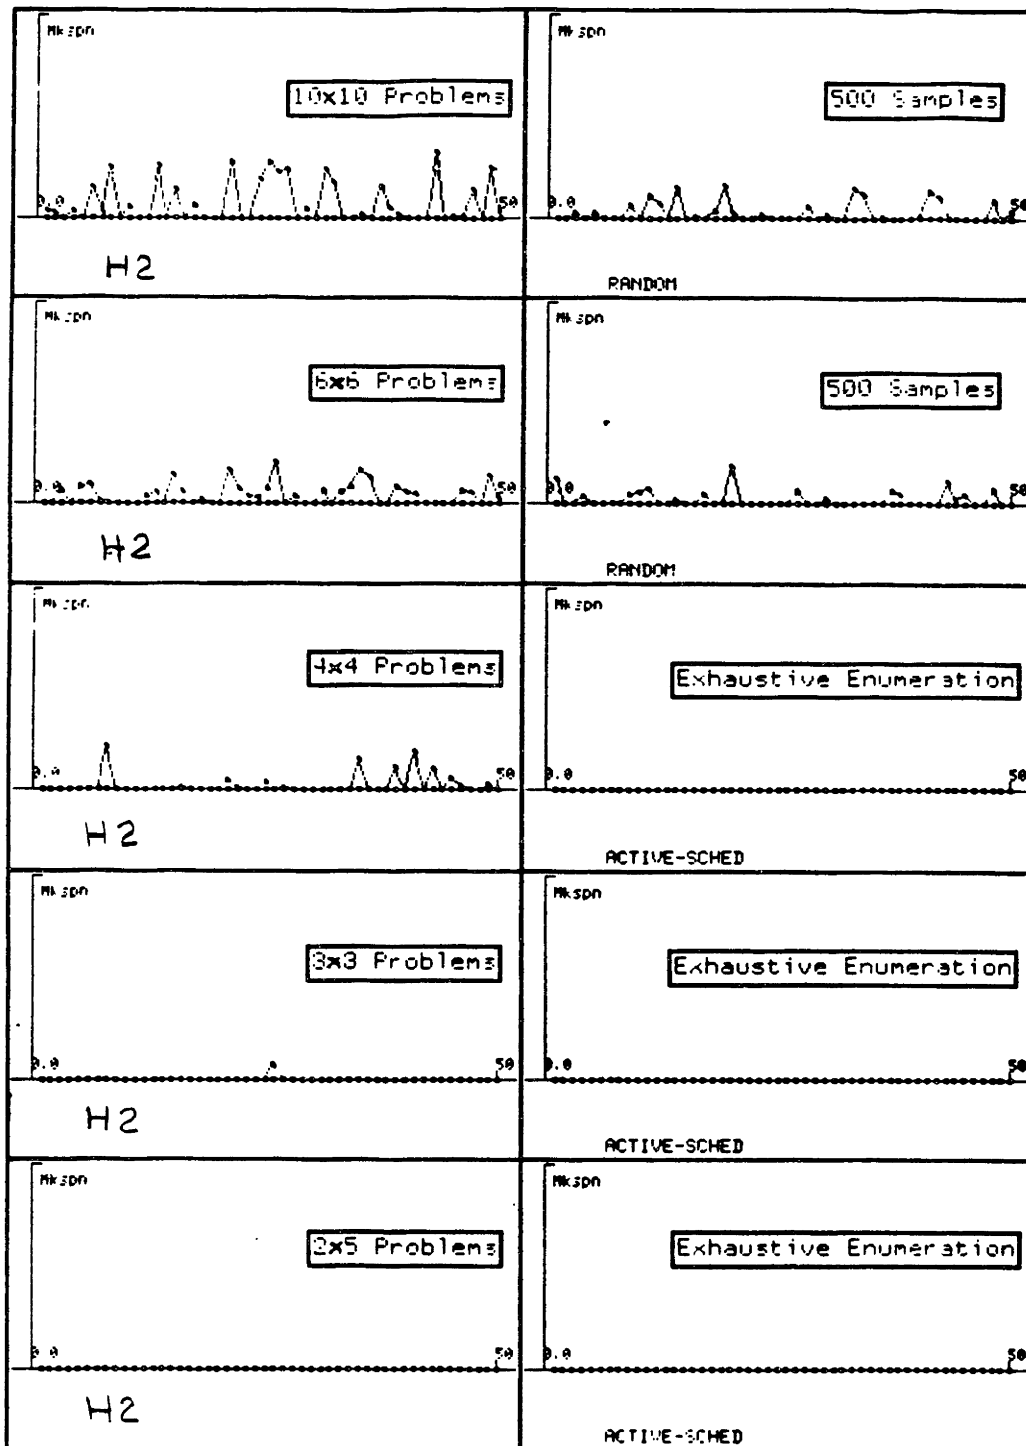 Mkspn
10x10 Problems
0.0
50
H2
Mkspn
500 Samples
0.0
50
RANDOM
Mkspn
6x6 Problems
0.0
50
H2
Mkspn
500 Samples
0.0
50
RANDOM
Mkspn
4x4 Problems
0.0
50
H2
Mkspn
Exhaustive Enumeration
0.0
50
ACTIVE-SCHED
Mkspn
3x3 Problems
0.0
50
H2
Mkspn
Exhaustive Enumeration
0.0
50
ACTIVE-SCHED
Mkspn
2x5 Problems
0.0
50
H2
Mkspn
Exhaustive Enumeration
0.0
50
ACTIVE-SCHED